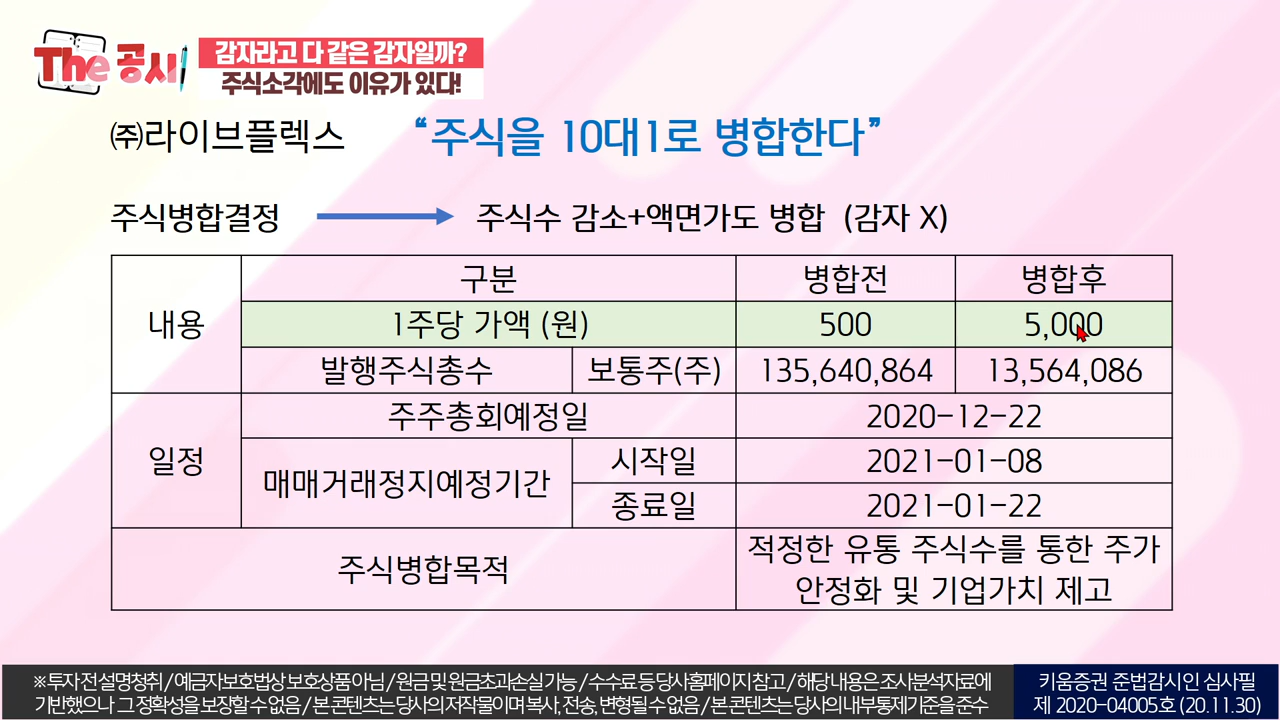 The 공시
감자라고 다 같은 감자일까?
주식소각에도 이유가 있다!
㈜라이브플렉스 “주식을 10대1로 병합한다”
주식병합결정 주식수 감소+액면가도 병합 (감자 X)
내용 구분 병합전 병합후
1주당 가액 (원) 500 5,000
발행주식총수 보통주(주) 135,640,864 13,564,086
일정 주주총회예정일 2020-12-22
매매거래정지예정기간 시작일 2021-01-08
종료일 2021-01-22
주식병합목적 적정한 유통 주식수를 통한 주가
안정화 및 기업가치 제고
※ 투자 전 설명청취 / 예금자보호법상 보호상품 아님 / 원금 및 원금초과손실 가능 / 수수료 등 당사홈페이지 참고 / 해당 내용은 조사분석자료에
기반했으나 그 정확성을 보장할 수 없음 / 본 콘텐츠는 당사의 저작물이며 복사, 전송, 변형될 수 없음 / 본 콘텐츠는 당사의 내부통제기준을 준수
키움증권 준법감시인 심사필
제 2020-04005호 (20.11.30)